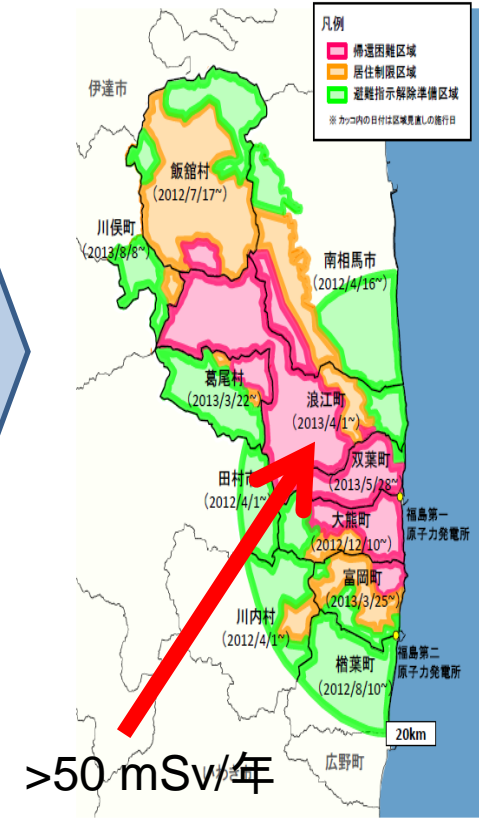 凡例
帰還困難区域
居住制限区域
避難指示解除準備区域
※ カッコ内の日付は区域見直しの施行日
伊達市
飯舘村
(2012/7/17~)
川俣町
(2013/8/8~)
南相馬市
(2012/4/16~)
葛尾村
(2013/3/22~)
浪江町
(2013/4/1~)
双葉町
(2013/5/28~
田村市
(2012/4/1~)
大熊町
(2012/12/10~)
福島第一
原子力発電所
富岡町
(2013/3/25~)
川内村
(2012/4/1~)
福島第二
原子力発電所
楢葉町
(2012/8/10~)
20km
広野町
いわき市
>50 mSv/年